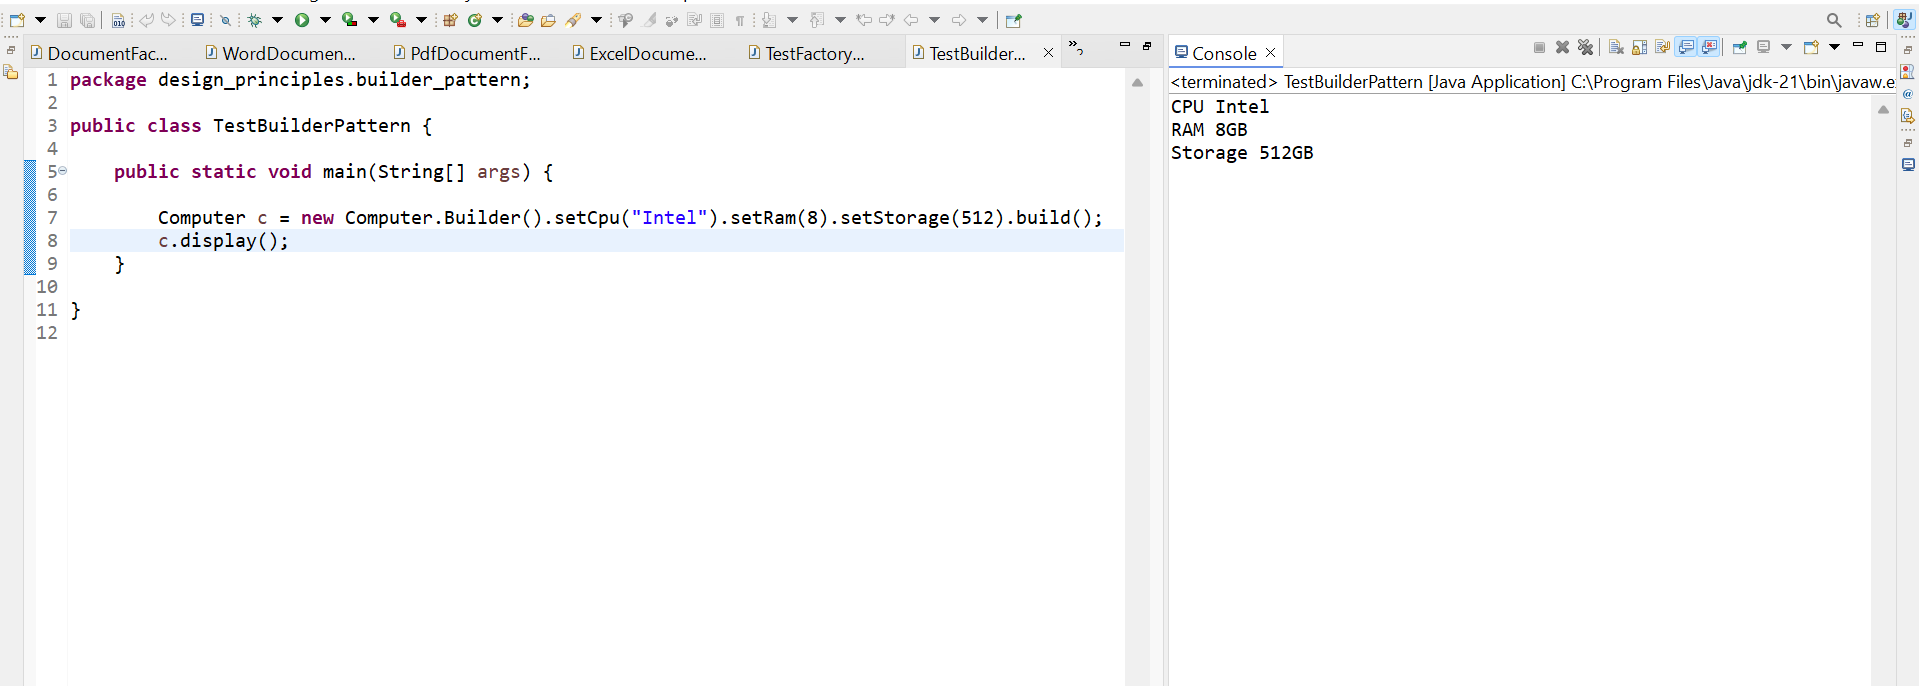 DocumentFac...
WordDocumen...
PdfDocumentF...
ExcelDocume...
TestFactory...
TestBuilder...
1 package design_principles.builder_pattern;
2
3 public class TestBuilderPattern {
4
5 public static void main(String[] args) {
6
7 Computer c = new Computer.Builder().setCpu("Intel").setRam(8).setStorage(512).build();
8 c.display();
9 }
10
11 }
12
Console
<terminated> TestBuilderPattern [Java Application] C:\Program Files\Java\jdk-21\bin\javaw.e
CPU Intel
RAM 8GB
Storage 512GB